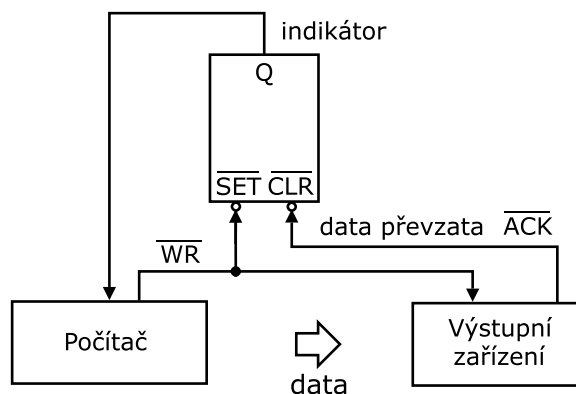 indikátor
Q
SET CLR
data převzata ACK
WR
Počítač
Výstupní
zařízení
data